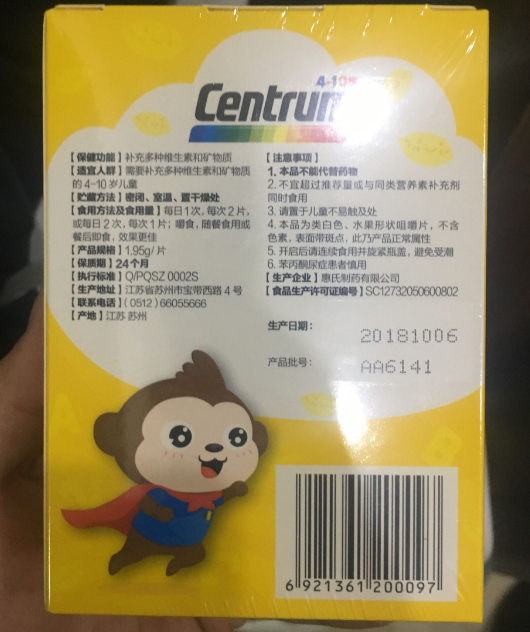 4-10岁
Centrum
【保健功能】补充多种维生素和矿物质
【适宜人群】需要补充多种维生素和矿物质
的4-10岁儿童
【贮藏方法】密闭、室温、置干燥处
【食用方法及食用量】每日1次，每次2片，
或每日2次，每次1片；嚼食，随餐食用或
餐后即食，效果更佳
【产品规格】1.95g/片
【保质期】24个月
【执行标准】Q/PQSZ 0002S
【生产地址】江苏省苏州市宝带西路4号
【联系电话】(0512)66055666
【产地】江苏 苏州
【注意事项】
1. 本品不能代替药物
2. 不宜超过推荐量或与同类营养素补充剂
同时食用
3. 请置于儿童不易触及处
4. 本品为类白色、水果形状咀嚼片，不含
色素，表面带斑点，此乃产品正常属性
5. 开启后请连续食用并旋紧瓶盖，避免受潮
6. 苯丙酮尿症患者慎用
【生产企业】惠氏制药有限公司
【食品生产许可证编号】SC12732050600802
生产日期： 20181006
产品批号： AA6141
6 921361 200097